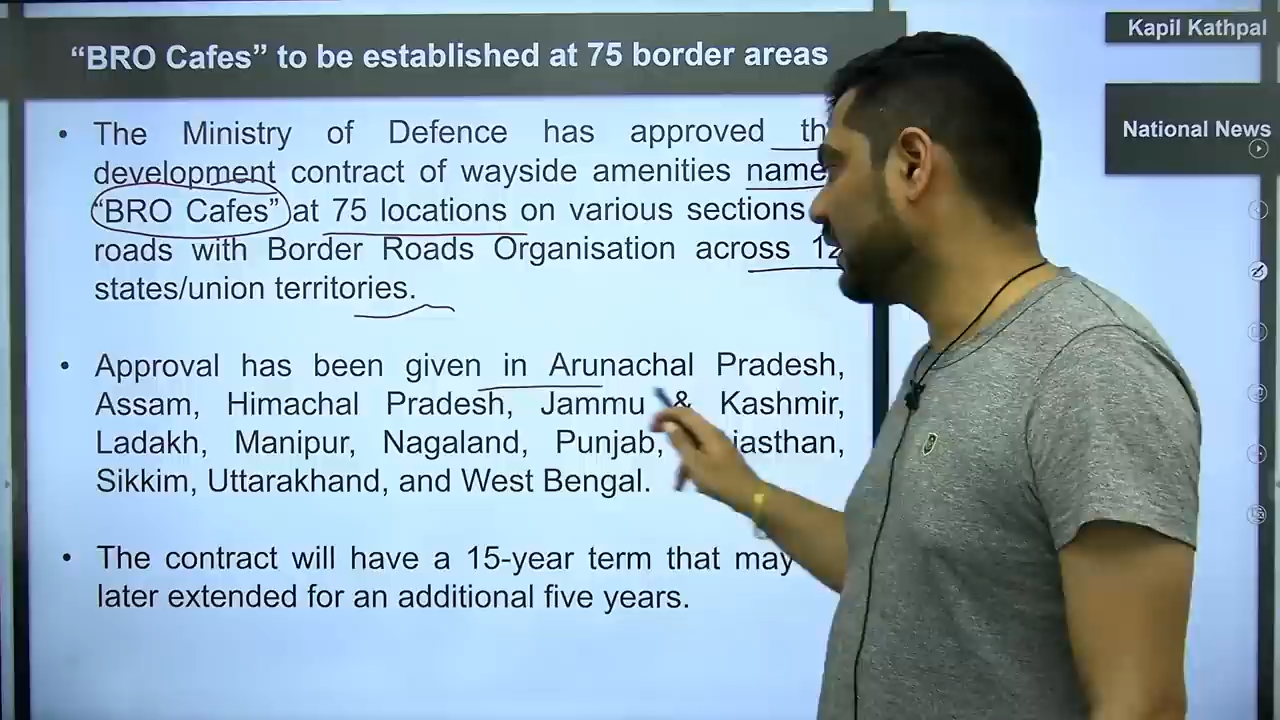 “BRO Cafes” to be established at 75 border areas
Kapil Kathpal
National News
• The Ministry of Defence has approved
development contract of wayside amenities
“BRO Cafes” at 75 locations on various sections
roads with Border Roads Organisation across 12
states/union territories.
• Approval has been given in Arunachal Pradesh,
Assam, Himachal Pradesh, Jammu & Kashmir,
Ladakh, Manipur, Nagaland, Punjab,
Sikkim, Uttarakhand, and West Bengal.
• The contract will have a 15-year term that may
later extended for an additional five years.